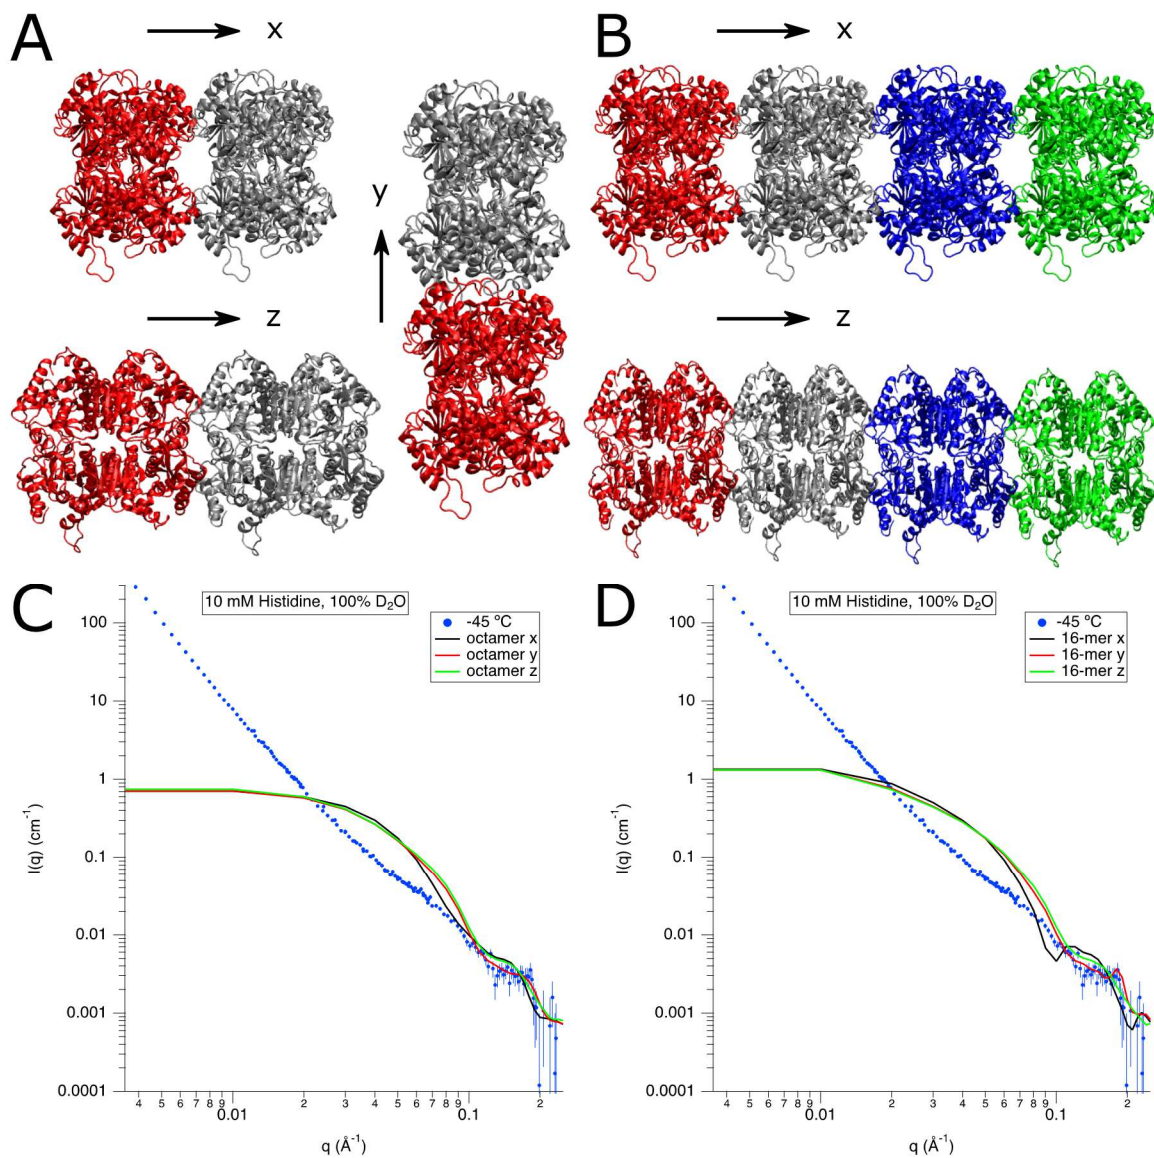 A
x
y
z
B
x
z
C
10 mM Histidine, 100% D₂O
-45 ºC
octamer x
octamer y
octamer z
I(q) (cm⁻¹)
100
10
1
0.1
0.01
0.001
0.0001
4 5 6 7 8 9 0.01 2 3 4 5 6 7 8 9 0.1 2
q (Å⁻¹)
D
10 mM Histidine, 100% D₂O
-45 ºC
16-mer x
16-mer y
16-mer z
I(q) (cm⁻¹)
100
10
1
0.1
0.01
0.001
0.0001
4 5 6 7 8 9 0.01 2 3 4 5 6 7 8 9 0.1 2
q (Å⁻¹)